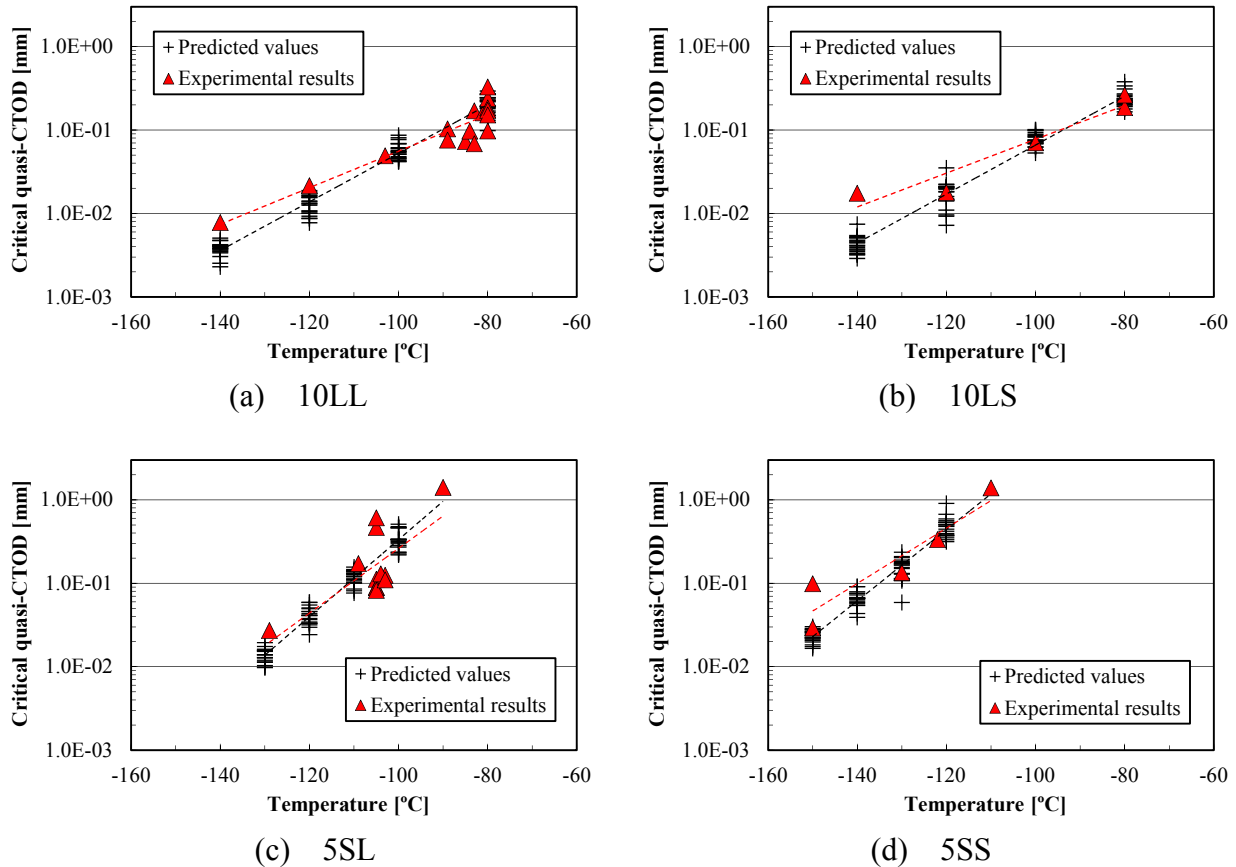 Critical quasi-CTOD [mm]
1.0E+00
1.0E-01
1.0E-02
1.0E-03
Predicted values
Experimental results
-160 -140 -120 -100 -80 -60
Temperature [ºC]
(a) 10LL
Critical quasi-CTOD [mm]
1.0E+00
1.0E-01
1.0E-02
1.0E-03
Predicted values
Experimental results
-160 -140 -120 -100 -80 -60
Temperature [ºC]
(b) 10LS
Critical quasi-CTOD [mm]
1.0E+00
1.0E-01
1.0E-02
1.0E-03
Predicted values
Experimental results
-160 -140 -120 -100 -80 -60
Temperature [ºC]
(c) 5SL
Critical quasi-CTOD [mm]
1.0E+00
1.0E-01
1.0E-02
1.0E-03
Predicted values
Experimental results
-160 -140 -120 -100 -80 -60
Temperature [ºC]
(d) 5SS